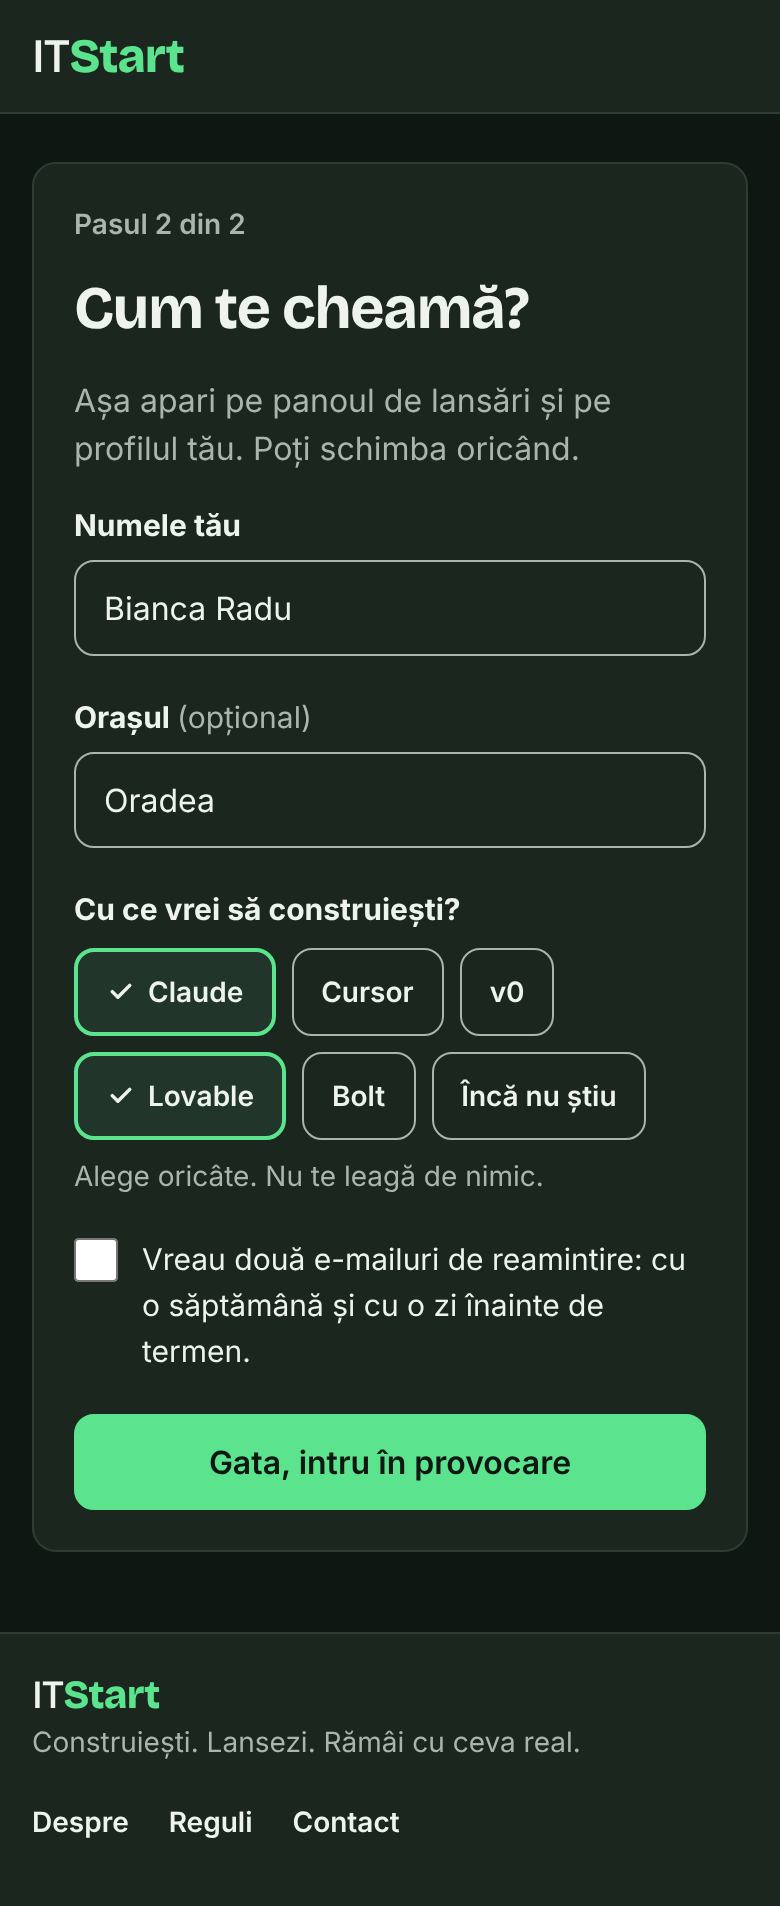 ITStart
Pasul 2 din 2
Cum te cheamă?
Așa apari pe panoul de lansări și pe
profilul tău. Poți schimba oricând.
Numele tău
Bianca Radu
Orașul (opțional)
Oradea
Cu ce vrei să construiești?
Claude Cursor v0
Lovable Bolt Încă nu știu
Alege oricâte. Nu te leagă de nimic.
Vreau două e-mailuri de reamintire: cu
o săptămână și cu o zi înainte de
termen.
Gata, intru în provocare
ITStart
Construiești. Lansezi. Rămâi cu ceva real.
Despre Reguli Contact